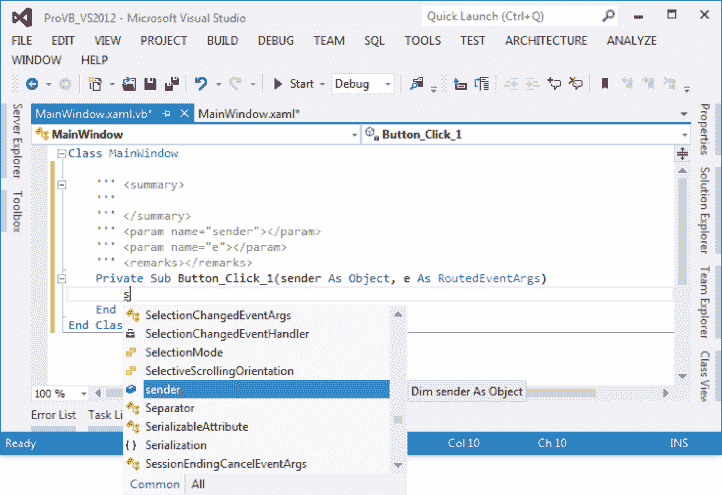 ProVB_VS2012 - Microsoft Visual Studio
Quick Launch (Ctrl+Q)
FILE EDIT VIEW PROJECT BUILD DEBUG TEAM SQL TOOLS TEST ARCHITECTURE ANALYZE
WINDOW HELP
Start Debug
MainWindow.xaml.vb* MainWindow.xaml*
MainWindow Button_Click_1
Server Explorer
Toolbox
Properties
Solution Explorer
Team Explorer
Class View
Class MainWindow
''' <summary>
'''
''' </summary>
''' <param name="sender"></param>
''' <param name="e"></param>
''' <remarks></remarks>
Private Sub Button_Click_1(sender As Object, e As RoutedEventArgs)
s
End
End Clas
SelectionChangedEventArgs
SelectionChangedEventHandler
SelectionMode
SelectiveScrollingOrientation
sender
Dim sender As Object
Separator
SerializableAttribute
Serialization
SessionEndingCancelEventArgs
Common All
100 %
Error List Task Li
Ready Col 10 Ch 10 INS